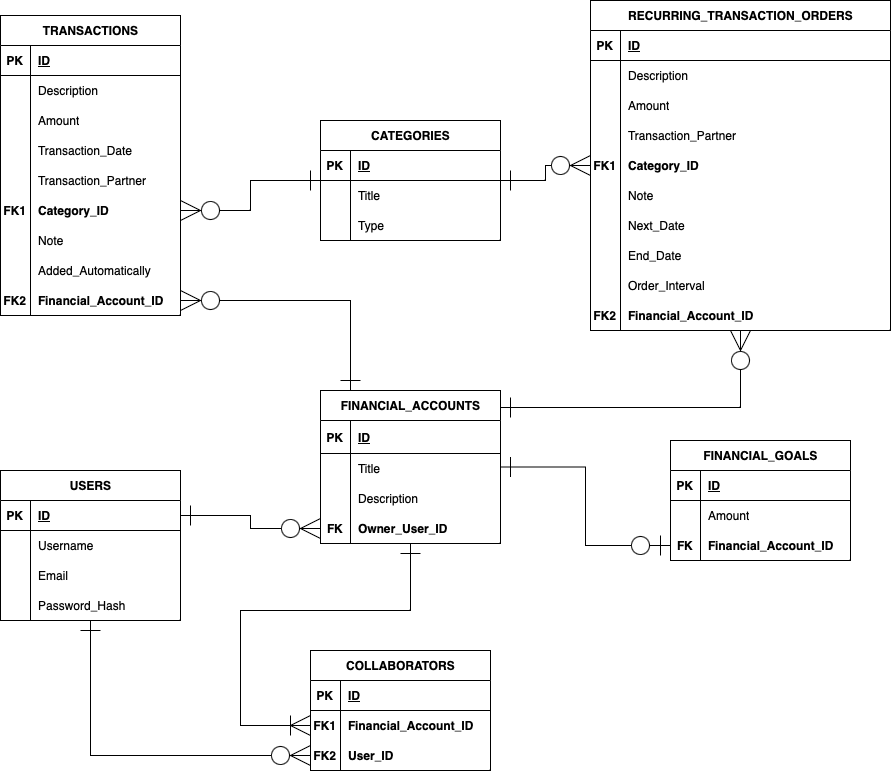 TRANSACTIONS
PK ID
Description
Amount
Transaction_Date
Transaction_Partner
FK1 Category_ID
Note
Added_Automatically
FK2 Financial_Account_ID
CATEGORIES
PK ID
Title
Type
RECURRING_TRANSACTION_ORDERS
PK ID
Description
Amount
Transaction_Partner
FK1 Category_ID
Note
Next_Date
End_Date
Order_Interval
FK2 Financial_Account_ID
FINANCIAL_ACCOUNTS
PK ID
Title
Description
FK Owner_User_ID
FINANCIAL_GOALS
PK ID
Amount
FK Financial_Account_ID
USERS
PK ID
Username
Email
Password_Hash
COLLABORATORS
PK ID
FK1 Financial_Account_ID
FK2 User_ID